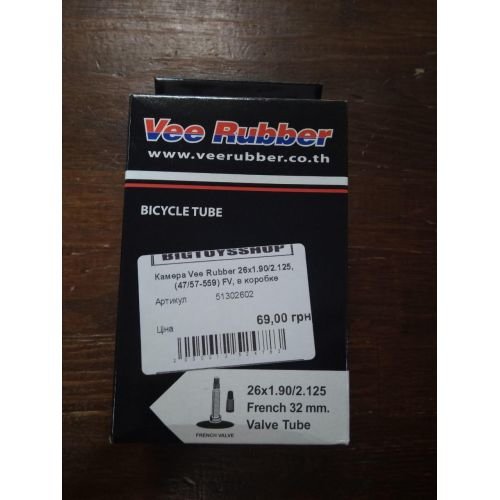 Vee Rubber
www.veerubber.co.th
BICYCLE TUBE
BIGTOYSSHOP
Камера Vee Rubber 26x1.90/2.125,
(47/57-559) FV, в коробке
Артикул 51302602
Ціна 69,00 грн
26x1.90/2.125
French 32 mm.
Valve Tube
FRENCH VALVE